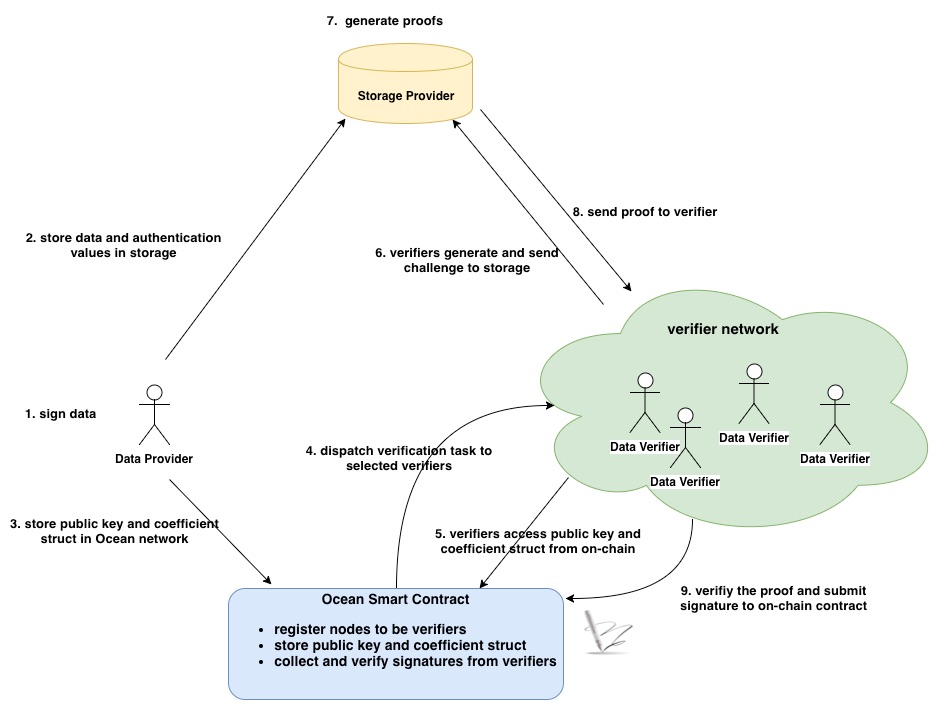 7. generate proofs
Storage Provider
8. send proof to verifier
2. store data and authentication
values in storage
6. verifiers generate and send
challenge to storage
verifier network
1. sign data
Data Provider
Data Verifier
Data Verifier
Data Verifier
Data Verifier
4. dispatch verification task to
selected verifiers
3. store public key and coefficient
struct in Ocean network
5. verifiers access public key and
coefficient struct from on-chain
9. verifiy the proof and submit
signature to on-chain contract
Ocean Smart Contract
• register nodes to be verifiers
• store public key and coefficient struct
• collect and verify signatures from verifiers